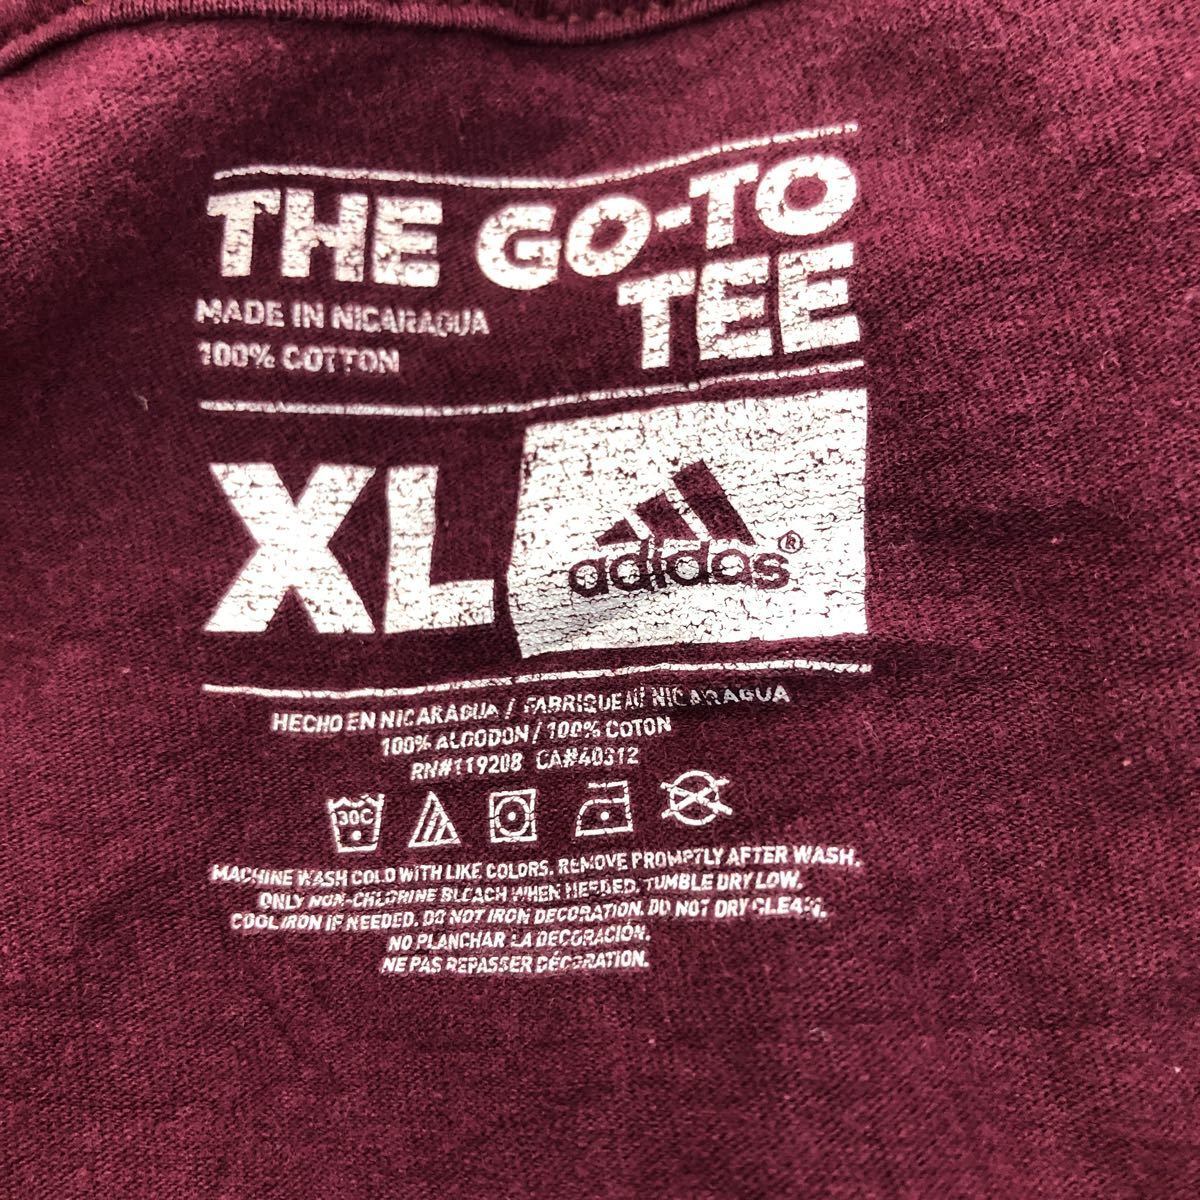 THE GO-TO
TEE
MADE IN NICARAGUA
100% COTTON
XL
adidas®
HECHO EN NICARAGUA / FABRIQUE AU NICARAGUA
100% ALGODON / 100% COTON
RN#119208 CA#40312
30C
MACHINE WASH COLD WITH LIKE COLORS. REMOVE PROMPTLY AFTER WASH.
ONLY NON-CHLORINE BLEACH WHEN NEEDED. TUMBLE DRY LOW.
COOL IRON IF NEEDED. DO NOT IRON DECORATION. DO NOT DRY CLEAN.
NO PLANCHAR LA DECORACIÓN.
NE PAS REPASSER DÉCORATION.